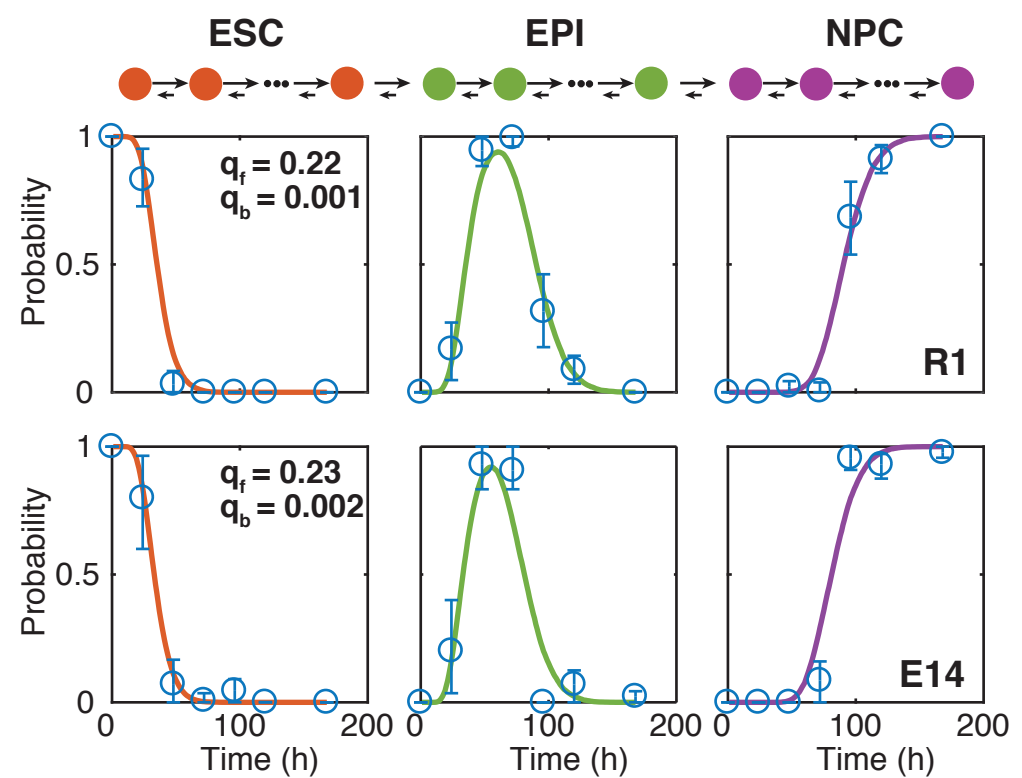 ESC EPI NPC
1 q_f = 0.22
q_b = 0.001
Probability
0.5
R1
0
1 q_f = 0.23
q_b = 0.002
Probability
0.5
E14
0
0 100 200 0 100 200 0 100 200
Time (h) Time (h) Time (h)